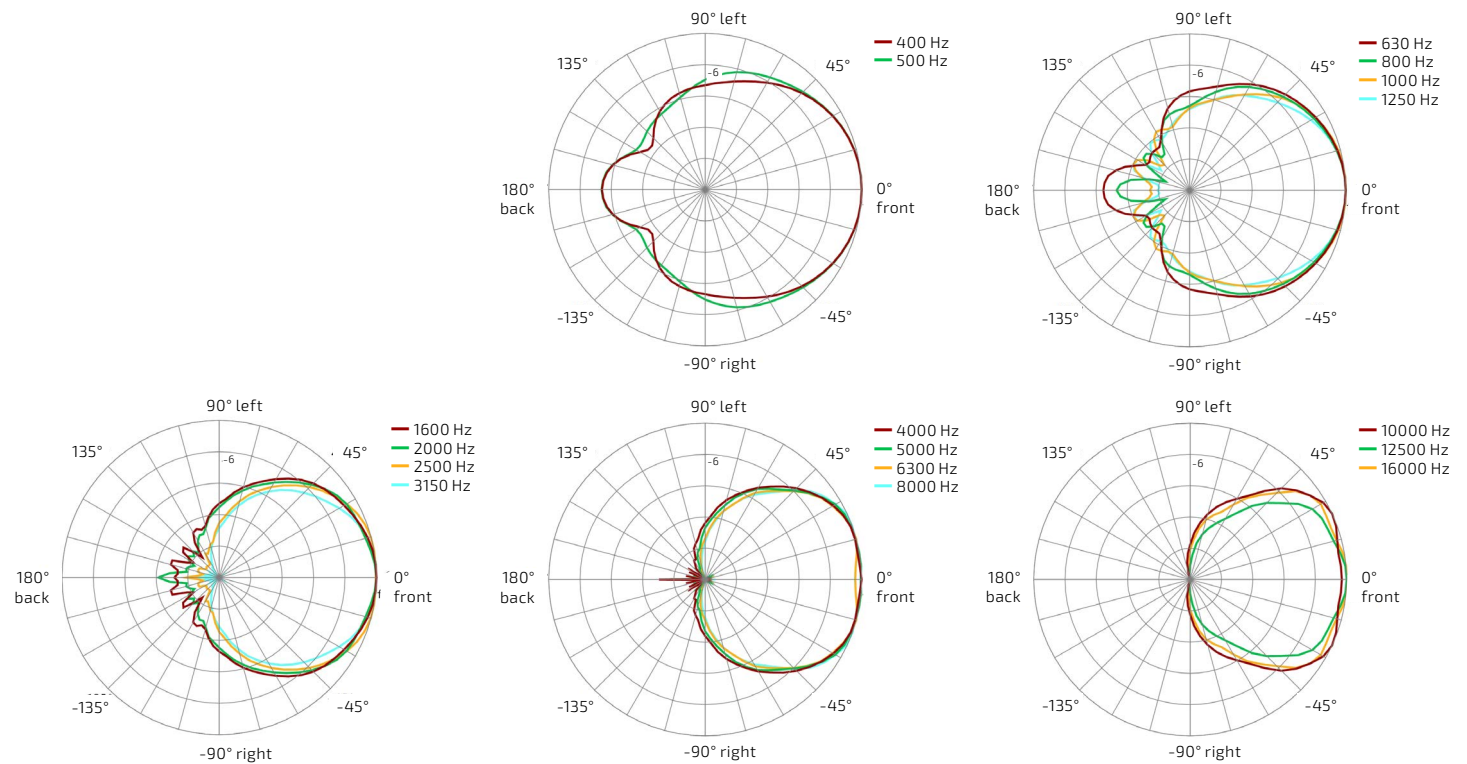 90° left
400 Hz
500 Hz
135°
45°
-6
180°
back
0°
front
-135°
-45°
-90° right
90° left
630 Hz
800 Hz
1000 Hz
1250 Hz
135°
45°
-6
180°
back
0°
front
-135°
-45°
-90° right
90° left
1600 Hz
2000 Hz
2500 Hz
3150 Hz
135°
45°
-6
180°
back
0°
front
-135°
-45°
-90° right
90° left
4000 Hz
5000 Hz
6300 Hz
8000 Hz
135°
45°
-6
180°
back
0°
front
-135°
-45°
-90° right
90° left
10000 Hz
12500 Hz
16000 Hz
135°
45°
-6
180°
back
0°
front
-135°
-45°
-90° right